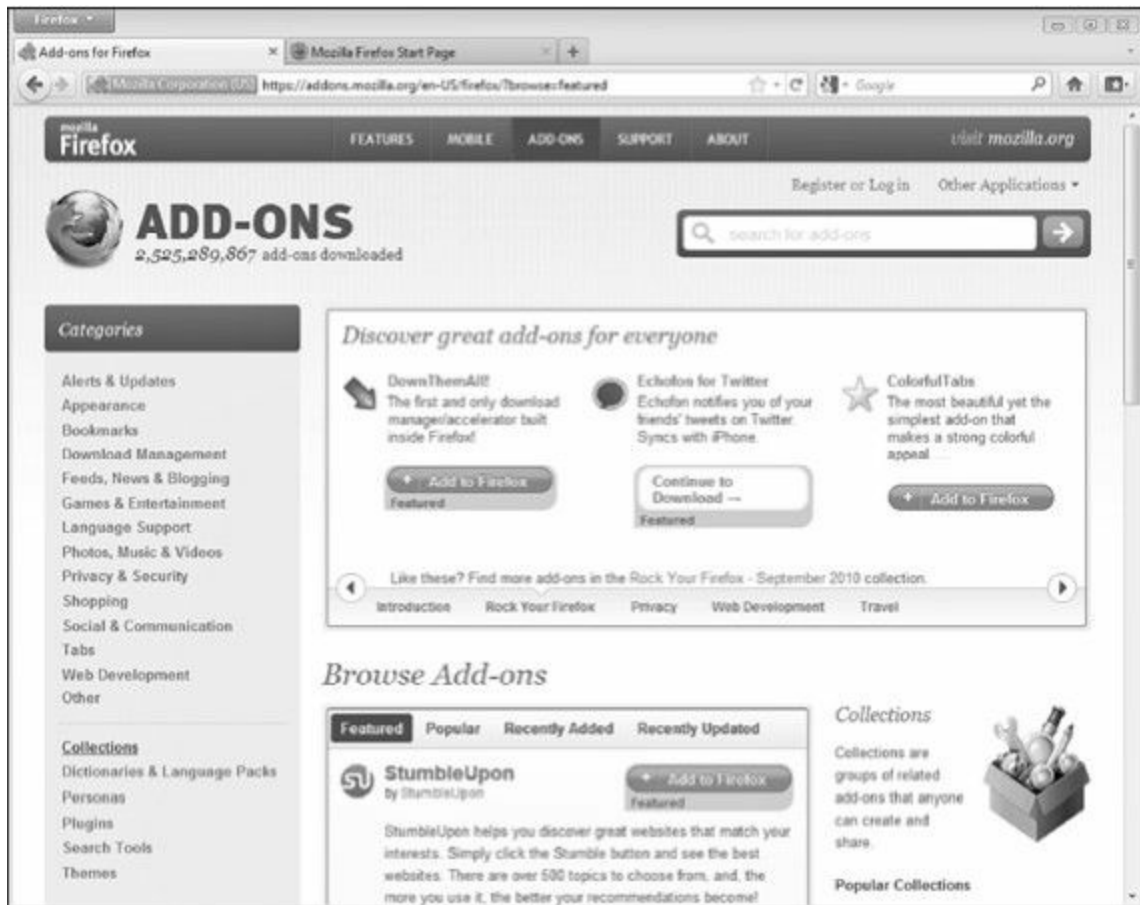 Firefox
Add-ons for Firefox
Mozilla Firefox Start Page
Mozilla Corporation (US)
https://addons.mozilla.org/en-US/firefox/?browse=featured
Google
mozilla
Firefox
FEATURES
MOBILE
ADD-ONS
SUPPORT
ABOUT
visit mozilla.org
Register or Log in
Other Applications
ADD-ONS
2,525,289,867 add-ons downloaded
search for add-ons
Categories
Alerts & Updates
Appearance
Bookmarks
Download Management
Feeds, News & Blogging
Games & Entertainment
Language Support
Photos, Music & Videos
Privacy & Security
Shopping
Social & Communication
Tabs
Web Development
Other
Collections
Dictionaries & Language Packs
Personas
Plugins
Search Tools
Themes
Discover great add-ons for everyone
DownThemAll!
The first and only download
manager/accelerator built
inside Firefox!
+ Add to Firefox
Featured
Echofon for Twitter
Echofon notifies you of your
friends' tweets on Twitter.
Syncs with iPhone.
Continue to
Download →
Featured
ColorfulTabs
The most beautiful yet the
simplest add-on that
makes a strong colorful
appeal
+ Add to Firefox
Like these? Find more add-ons in the Rock Your Firefox - September 2010 collection.
Introduction
Rock Your Firefox
Privacy
Web Development
Travel
Browse Add-ons
Featured
Popular
Recently Added
Recently Updated
StumbleUpon
by StumbleUpon
+ Add to Firefox
Featured
StumbleUpon helps you discover great websites that match your
interests. Simply click the Stumble button and see the best
websites. There are over 500 topics to choose from, and, the
more you use it, the better your recommendations become!
Collections
Collections are
groups of related
add-ons that anyone
can create and
share.
Popular Collections